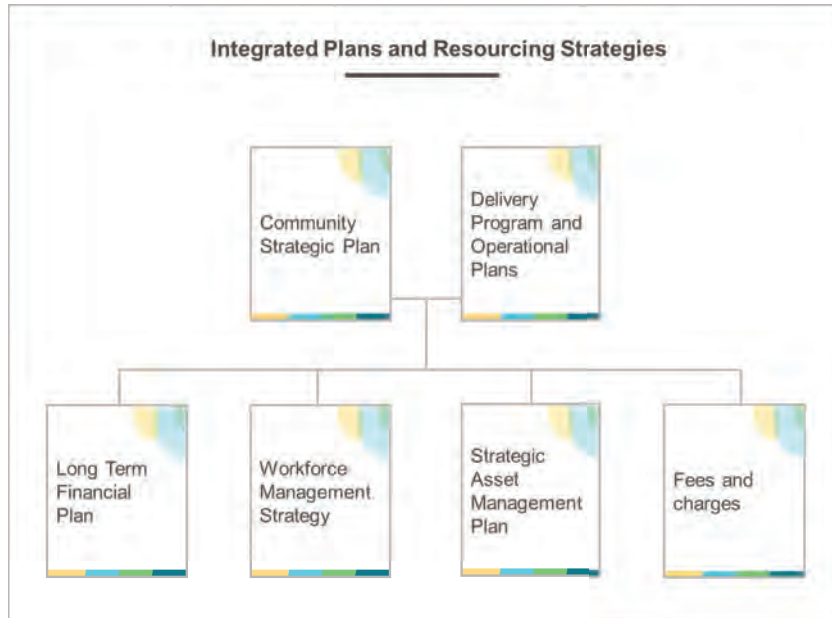 Integrated Plans and Resourcing Strategies
Community
Strategic Plan
Delivery
Program and
Operational
Plans
Long Term
Financial
Plan
Workforce
Management
Strategy
Strategic
Asset
Management
Plan
Fees and
charges